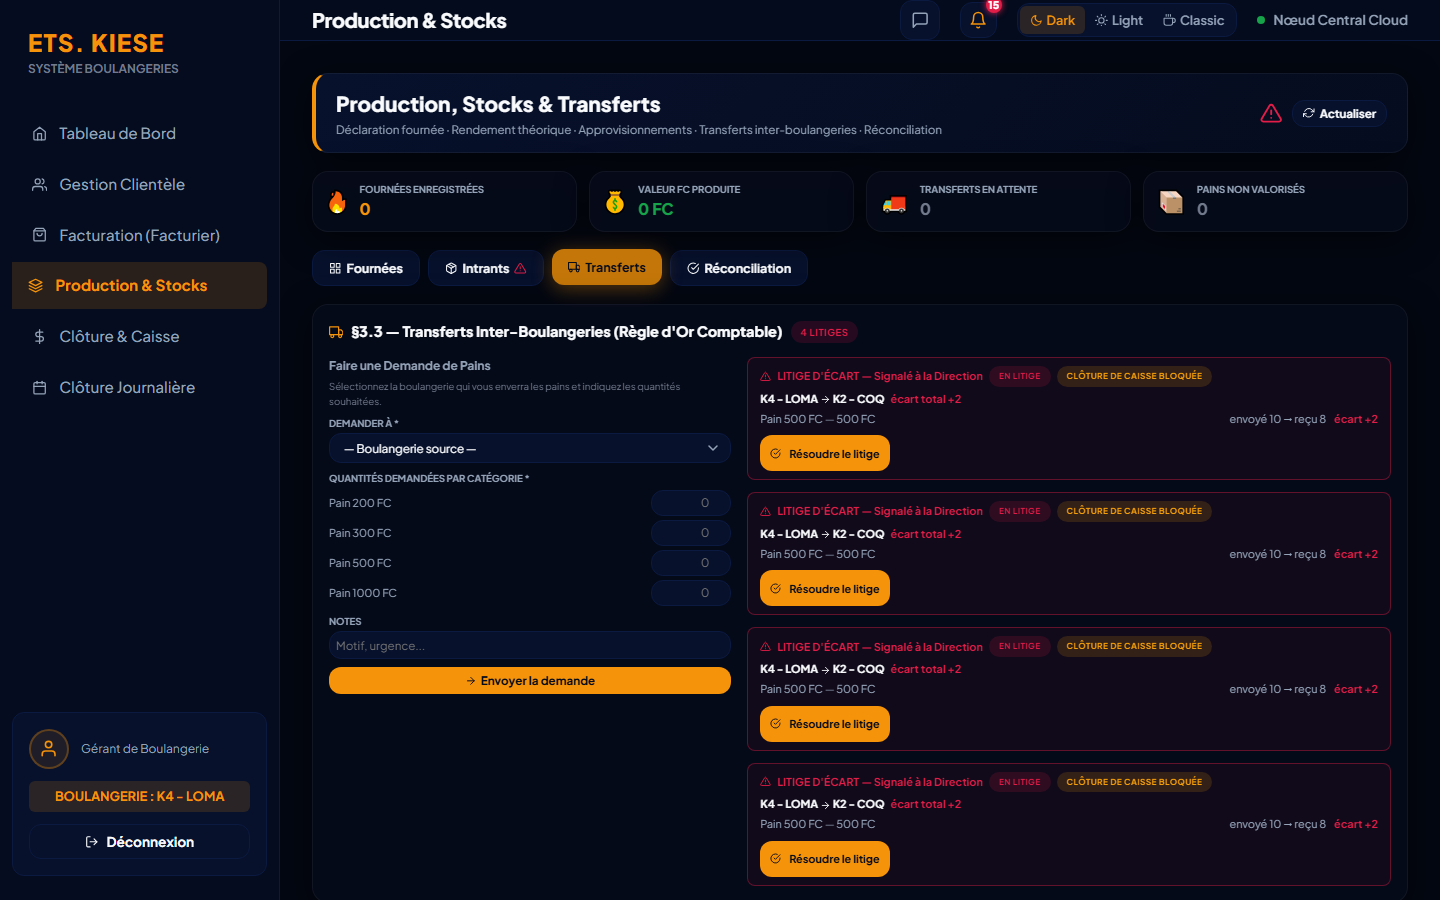 ETS. KIESE
SYSTÈME BOULANGERIES
Tableau de Bord
Gestion Clientèle
Facturation (Facturier)
Production & Stocks
Clôture & Caisse
Clôture Journalière
Gérant de Boulangerie
BOULANGERIE : K4 - LOMA
Déconnexion
Production & Stocks
15
Dark
Light
Classic
Nœud Central Cloud
Production, Stocks & Transferts
Déclaration fournée · Rendement théorique · Approvisionnements · Transferts inter-boulangeries · Réconciliation
Actualiser
FOURNÉES ENREGISTRÉES
0
VALEUR FC PRODUITE
0 FC
TRANSFERTS EN ATTENTE
0
PAINS NON VALORISÉS
0
Fournées
Intrants
Transferts
Réconciliation
§3.3 — Transferts Inter-Boulangeries (Règle d'Or Comptable)
4 LITIGES
Faire une Demande de Pains
Sélectionnez la boulangerie qui vous enverra les pains et indiquez les quantités
souhaitées.
DEMANDER À *
— Boulangerie source —
QUANTITÉS DEMANDÉES PAR CATÉGORIE *
Pain 200 FC 0
Pain 300 FC 0
Pain 500 FC 0
Pain 1000 FC 0
NOTES
Motif, urgence...
→ Envoyer la demande
LITIGE D'ÉCART — Signalé à la Direction EN LITIGE CLÔTURE DE CAISSE BLOQUÉE
K4 - LOMA → K2 - COQ écart total +2
Pain 500 FC — 500 FC envoyé 10 → reçu 8 écart +2
Résoudre le litige
LITIGE D'ÉCART — Signalé à la Direction EN LITIGE CLÔTURE DE CAISSE BLOQUÉE
K4 - LOMA → K2 - COQ écart total +2
Pain 500 FC — 500 FC envoyé 10 → reçu 8 écart +2
Résoudre le litige
LITIGE D'ÉCART — Signalé à la Direction EN LITIGE CLÔTURE DE CAISSE BLOQUÉE
K4 - LOMA → K2 - COQ écart total +2
Pain 500 FC — 500 FC envoyé 10 → reçu 8 écart +2
Résoudre le litige
LITIGE D'ÉCART — Signalé à la Direction EN LITIGE CLÔTURE DE CAISSE BLOQUÉE
K4 - LOMA → K2 - COQ écart total +2
Pain 500 FC — 500 FC envoyé 10 → reçu 8 écart +2
Résoudre le litige